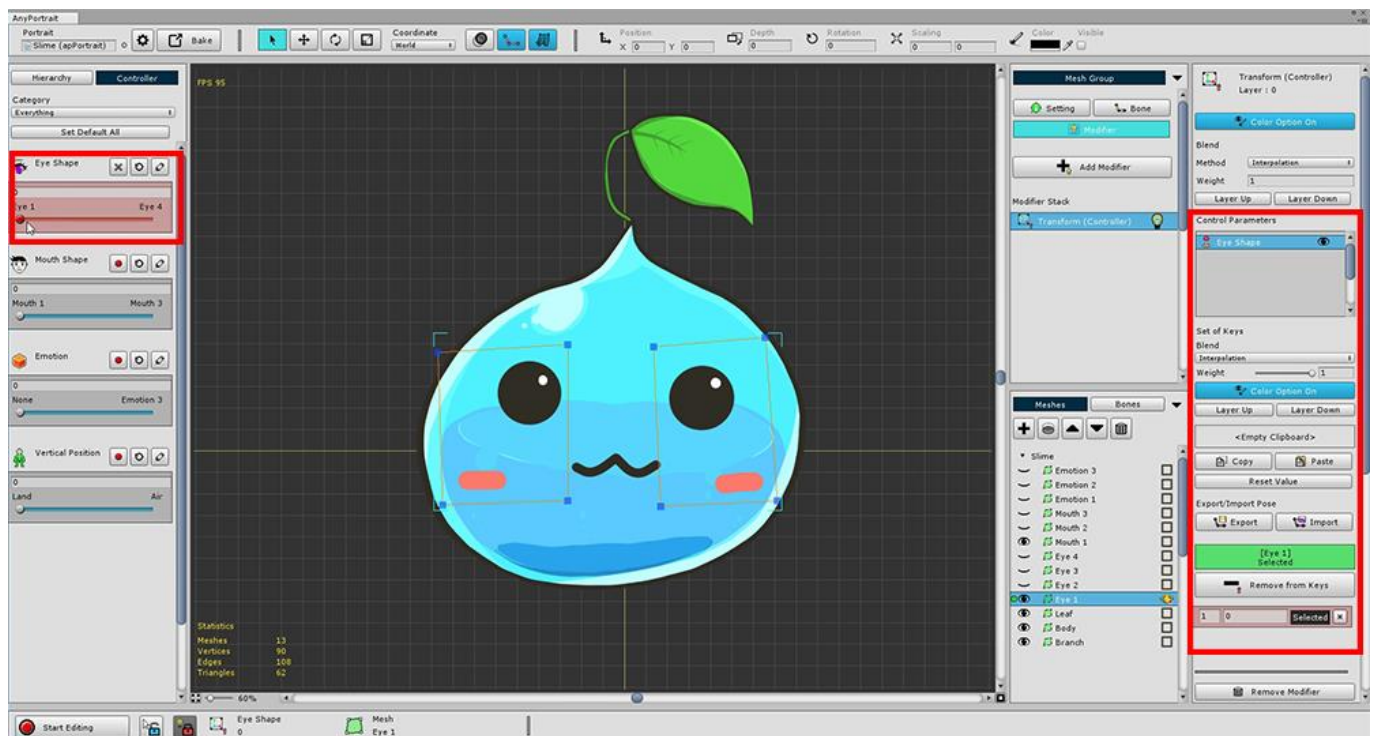 AnyPortrait
Portrait
Slime (apPortrait)
Bake
Coordinate
World
Position
X 0 Y 0
Depth
0
Rotation
0
Scaling
0 0
Color
Visible
Hierarchy
Controller
Category
Everything
Set Default All
Eye Shape
0
Eye 1
Eye 4
Mouth Shape
0
Mouth 1
Mouth 3
Emotion
0
None
Emotion 3
Vertical Position
0
Land
Air
FPS 95
Statistics
Meshes 13
Vertices 90
Edges 108
Triangles 62
60%
Mesh Group
Setting
Bone
Modifier
Add Modifier
Modifier Stack
Transform (Controller)
Meshes
Bones
Slime
Emotion 3
Emotion 2
Emotion 1
Mouth 3
Mouth 2
Mouth 1
Eye 4
Eye 3
Eye 2
Eye 1
Leaf
Body
Branch
Transform (Controller)
Layer : 0
Color Option On
Blend
Method Interpolation
Weight 1
Layer Up
Layer Down
Control Parameters
Eye Shape
Set of Keys
Blend
Interpolation
Weight 1
Color Option On
Layer Up
Layer Down
<Empty Clipboard>
Copy
Paste
Reset Value
Export/Import Pose
Export
Import
[Eye 1]
Selected
Remove from Keys
1 0 Selected
Remove Modifier
Start Editing
Eye Shape
0
Mesh
Eye 1